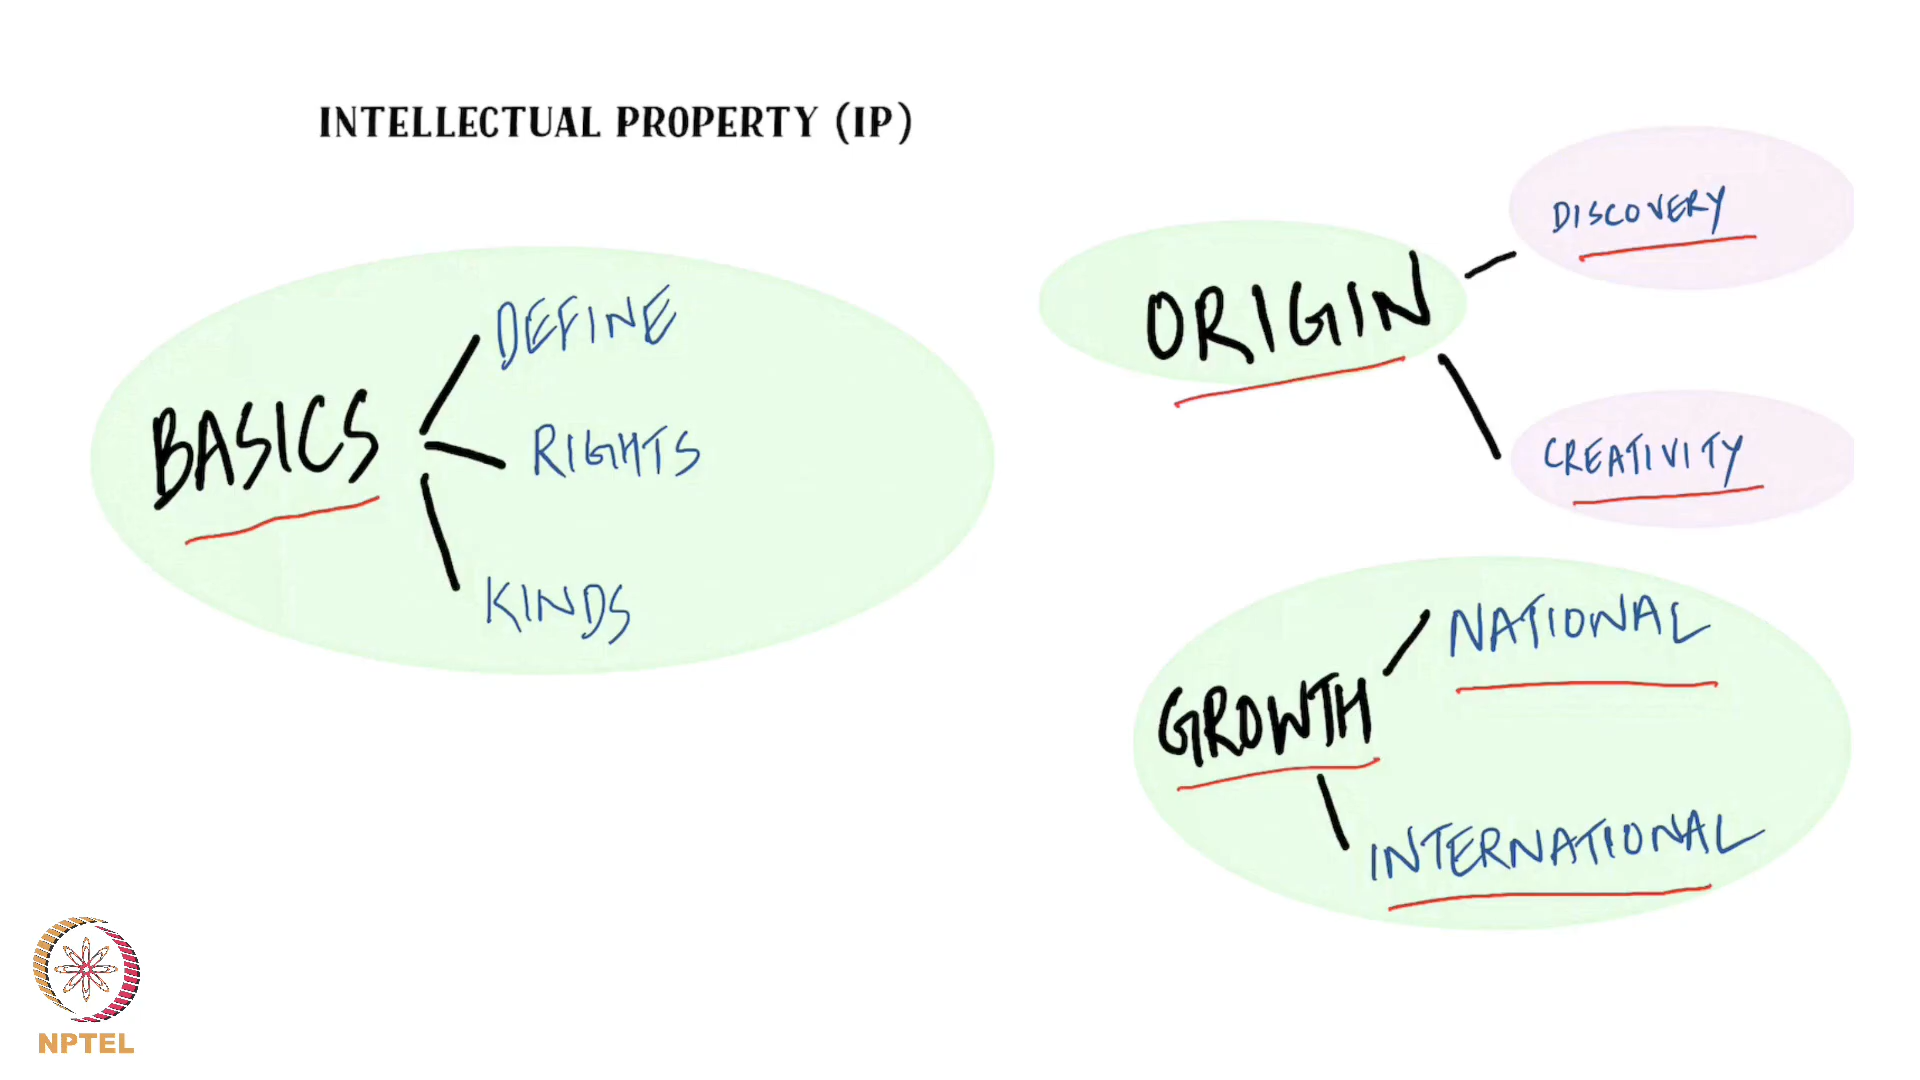 INTELLECTUAL PROPERTY (IP)
BASICS
DEFINE
RIGHTS
KINDS
ORIGIN
DISCOVERY
CREATIVITY
GROWTH
NATIONAL
INTERNATIONAL
NPTEL